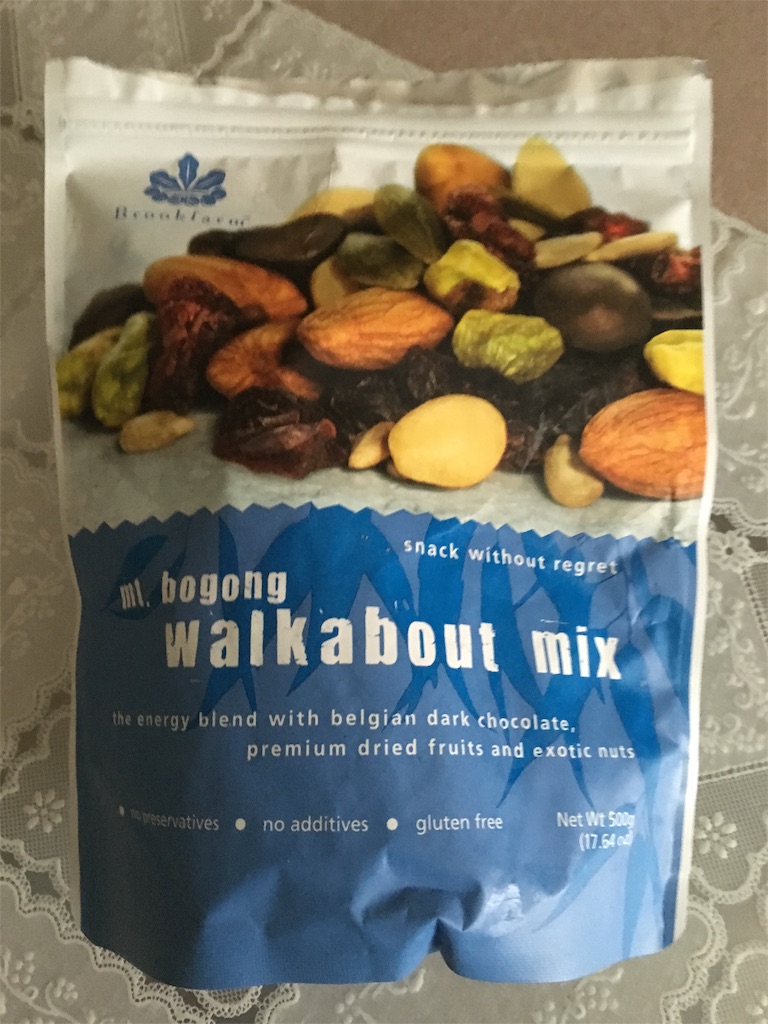 Brookfarm
snack without regret
mt. bogong
walkabout mix
the energy blend with belgian dark chocolate,
premium dried fruits and exotic nuts
• no preservatives • no additives • gluten free
Net Wt 500g
(17.64 oz)